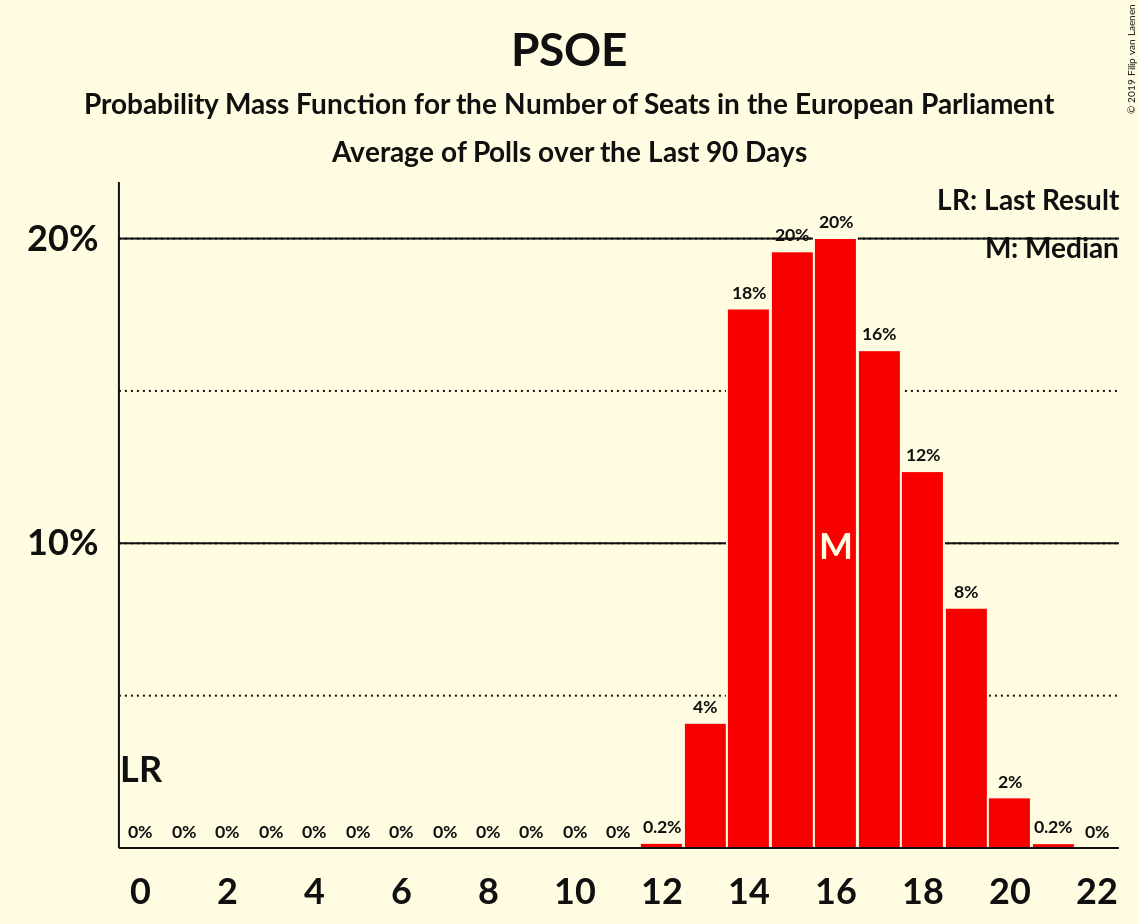 PSOE
Probability Mass Function for the Number of Seats in the European Parliament
Average of Polls over the Last 90 Days
© 2019 Filip van Laenen
LR: Last Result
M: Median
20%
10%
20%
20%
18%
16%
12%
8%
4%
2%
M
LR
0% 0% 0% 0% 0% 0% 0% 0% 0% 0% 0% 0% 0.2% 0.2% 0%
0 2 4 6 8 10 12 14 16 18 20 22